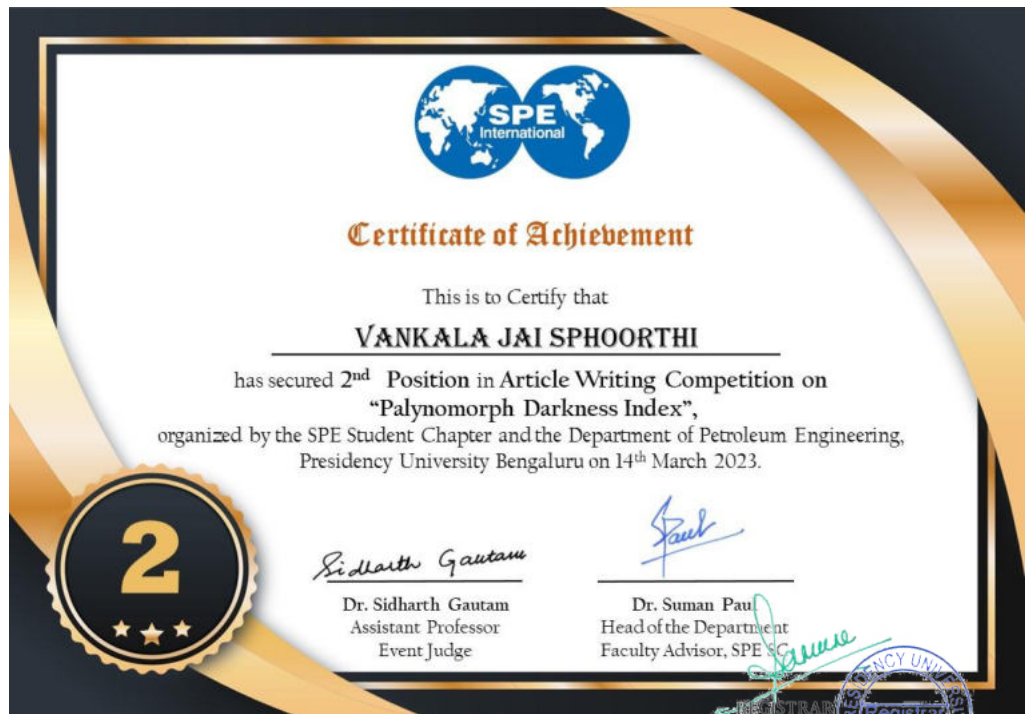 SPE
International
Certificate of Achievement
This is to Certify that
VANKALA JAI SPHOORTHI
has secured 2nd Position in Article Writing Competition on
“Palynomorph Darkness Index”,
organized by the SPE Student Chapter and the Department of Petroleum Engineering,
Presidency University Bengaluru on 14th March 2023.
2
Sidharth Gautam
SPaul
Dr. Sidharth Gautam
Assistant Professor
Event Judge
Dr. Suman Paul
Head of the Department
Faculty Advisor, SPE SC
REGISTRAR
Registrar